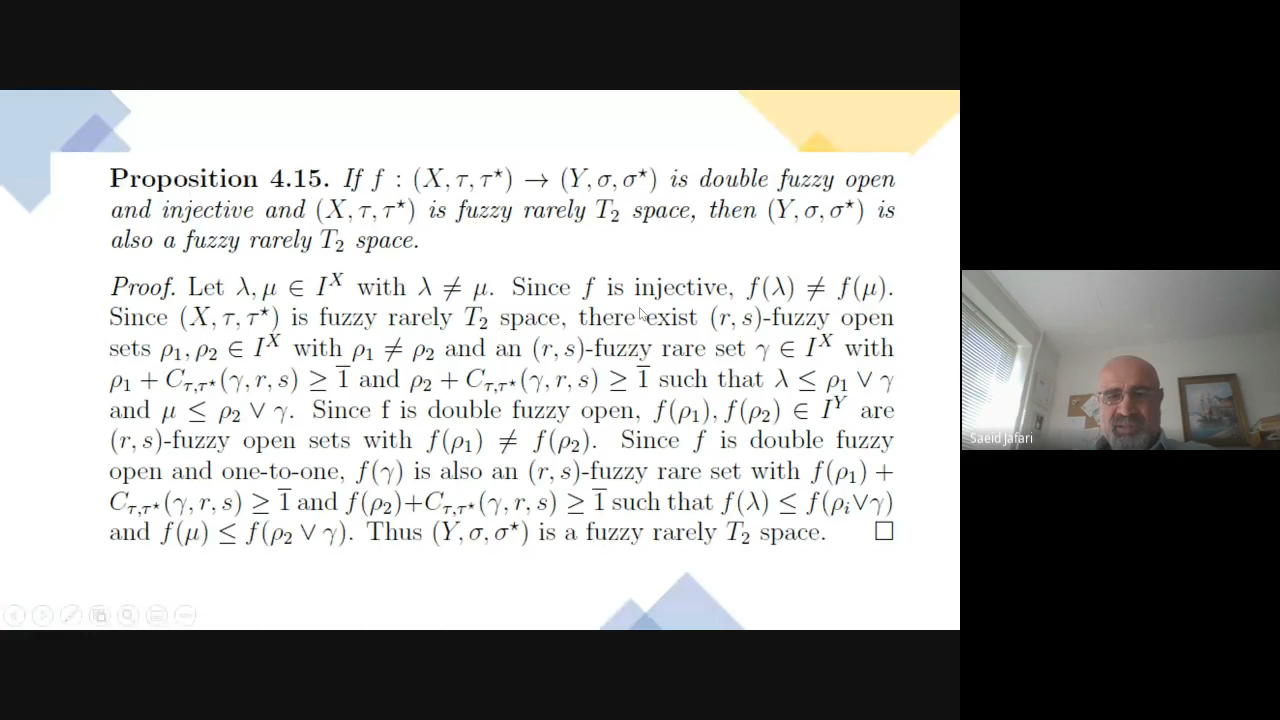 Proposition 4.15. If f : (X, τ, τ⋆) → (Y, σ, σ⋆) is double fuzzy open
and injective and (X, τ, τ⋆) is fuzzy rarely T₂ space, then (Y, σ, σ⋆) is
also a fuzzy rarely T₂ space.
Proof. Let λ, μ ∈ Iˣ with λ ≠ μ. Since f is injective, f(λ) ≠ f(μ).
Since (X, τ, τ⋆) is fuzzy rarely T₂ space, there exist (r, s)-fuzzy open
sets ρ₁, ρ₂ ∈ I^X with ρ₁ ≠ ρ₂ and an (r, s)-fuzzy rare set γ ∈ I^X with
ρ₁ + C_{τ,τ⋆}(γ, r, s) ≥ 1̅ and ρ₂ + C_{τ,τ⋆}(γ, r, s) ≥ 1̅ such that λ ≤ ρ₁ ∨ γ
and μ ≤ ρ₂ ∨ γ. Since f is double fuzzy open, f(ρ₁), f(ρ₂) ∈ I^Y are
(r, s)-fuzzy open sets with f(ρ₁) ≠ f(ρ₂). Since f is double fuzzy
open and one-to-one, f(γ) is also an (r, s)-fuzzy rare set with f(ρ₁) +
C_{τ,τ⋆}(γ, r, s) ≥ 1̅ and f(ρ₂)+C_{τ,τ⋆}(γ, r, s) ≥ 1̅ such that f(λ) ≤ f(ρᵢ∨γ)
and f(μ) ≤ f(ρ₂ ∨ γ). Thus (Y, σ, σ⋆) is a fuzzy rarely T₂ space. □
Saeid Jafari